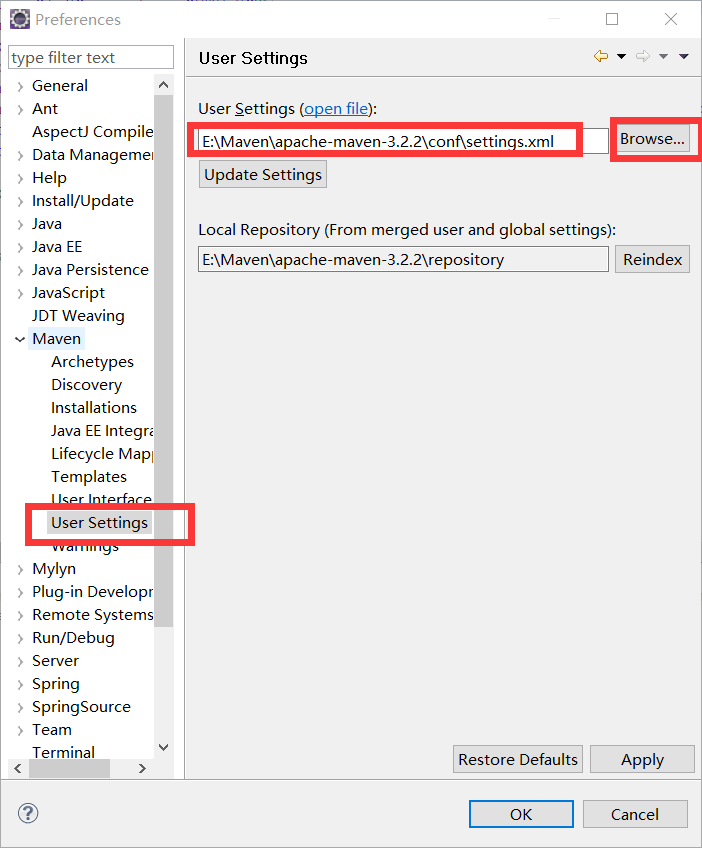 Preferences
type filter text
General
Ant
AspectJ Compile
Data Managemer
Help
Install/Update
Java
Java EE
Java Persistence
JavaScript
JDT Weaving
Maven
Archetypes
Discovery
Installations
Java EE Integra
Lifecycle Mapp
Templates
User Interface
User Settings
Warnings
Mylyn
Plug-in Developr
Remote Systems
Run/Debug
Server
Spring
SpringSource
Team
Terminal
User Settings
User Settings (open file):
E:\Maven\apache-maven-3.2.2\conf\settings.xml
Browse...
Update Settings
Local Repository (From merged user and global settings):
E:\Maven\apache-maven-3.2.2\repository
Reindex
Restore Defaults
Apply
?
OK
Cancel